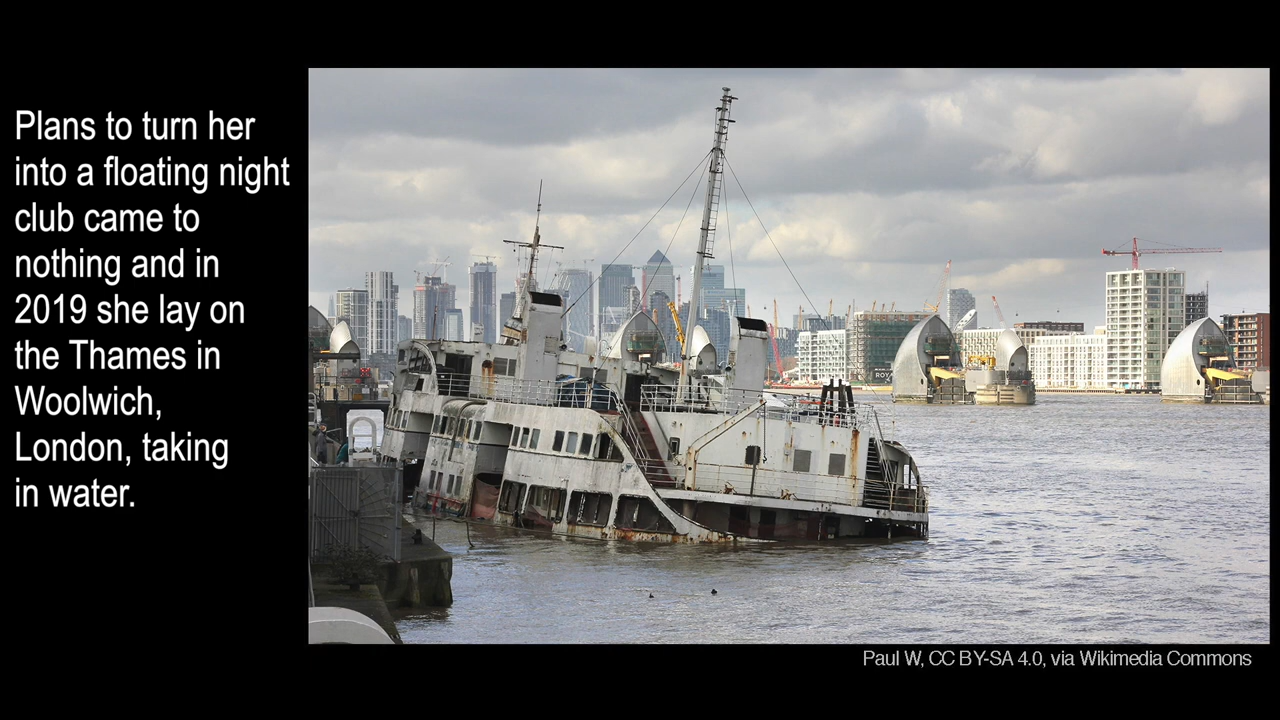 Plans to turn her
into a floating night
club came to
nothing and in
2019 she lay on
the Thames in
Woolwich,
London, taking
in water.
ROYA
Paul W, CC BY-SA 4.0, via Wikimedia Commons